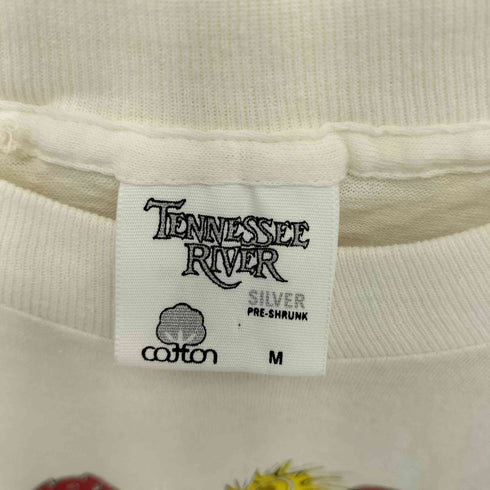 TENNESSEE
RIVER
SILVER
PRE-SHRUNK
cotton
M